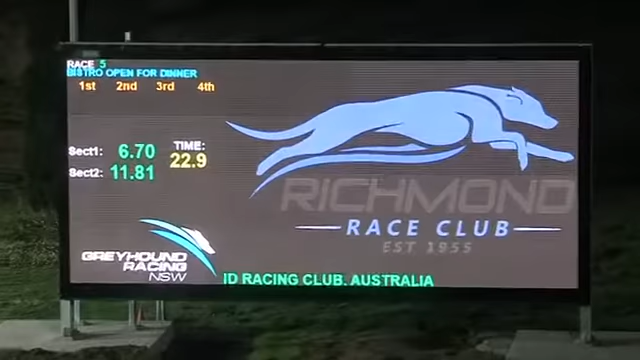 RACE 5
BISTRO OPEN FOR DINNER
1st 2nd 3rd 4th
Sect1: 6.70 TIME:
Sect2: 11.81 22.9
RICHMOND
RACE CLUB
EST 1955
GREYHOUND
RACING
NSW
ID RACING CLUB. AUSTRALIA